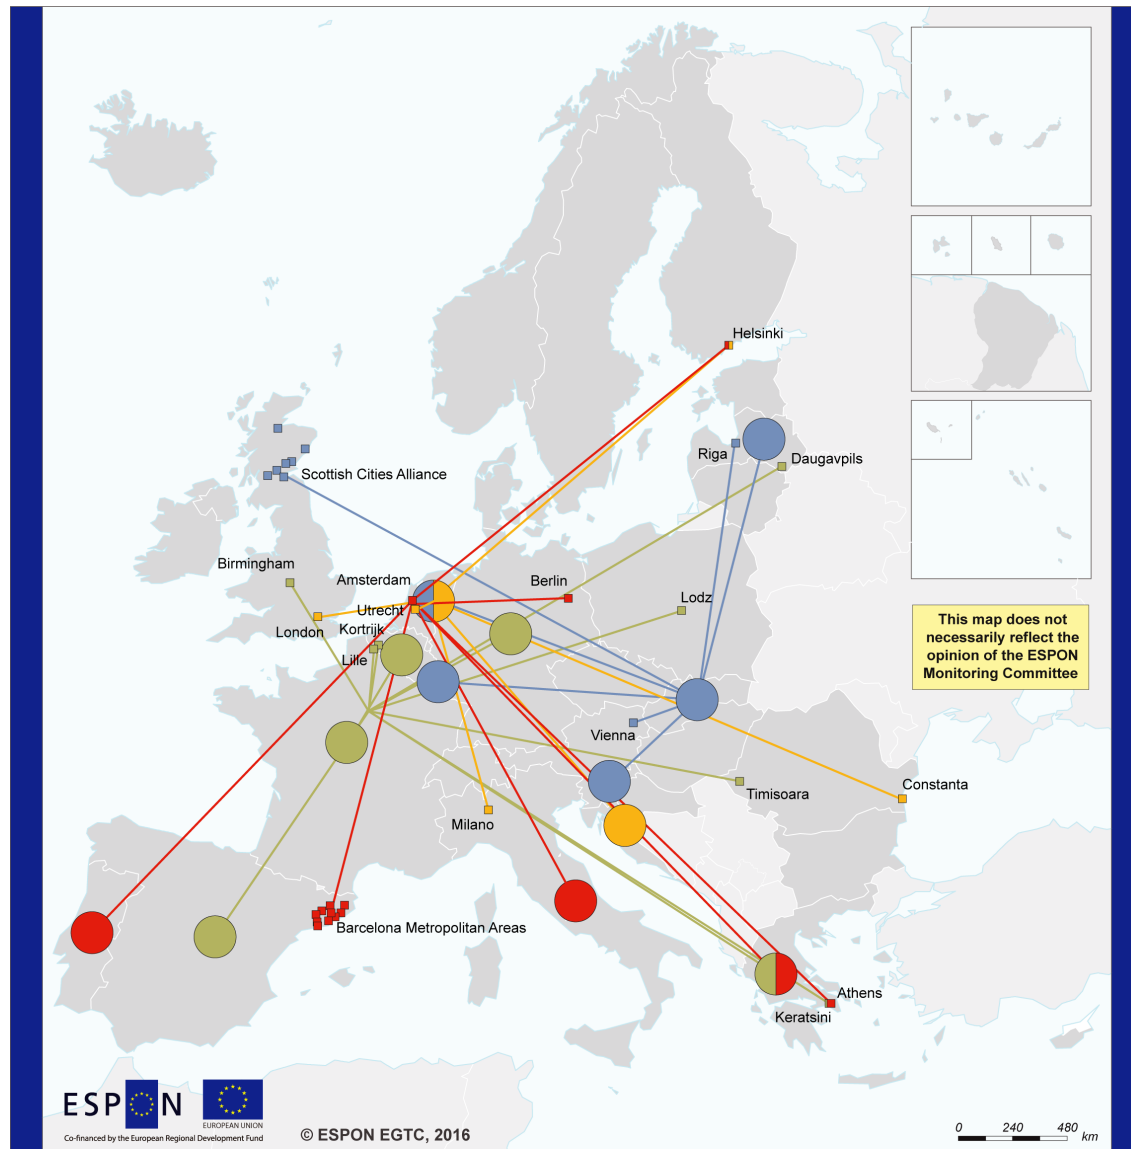 Helsinki
Riga
Daugavpils
Scottish Cities Alliance
Birmingham
Amsterdam
Berlin
Lodz
Utrecht
London
Kortrijk
Lille
This map does not
necessarily reflect the
opinion of the ESPON
Monitoring Committee
Vienna
Timisoara
Constanta
Milano
Barcelona Metropolitan Areas
Athens
Keratsini
ESPON
EUROPEAN UNION
Co-financed by the European Regional Development Fund
© ESPON EGTC, 2016
0 240 480
km